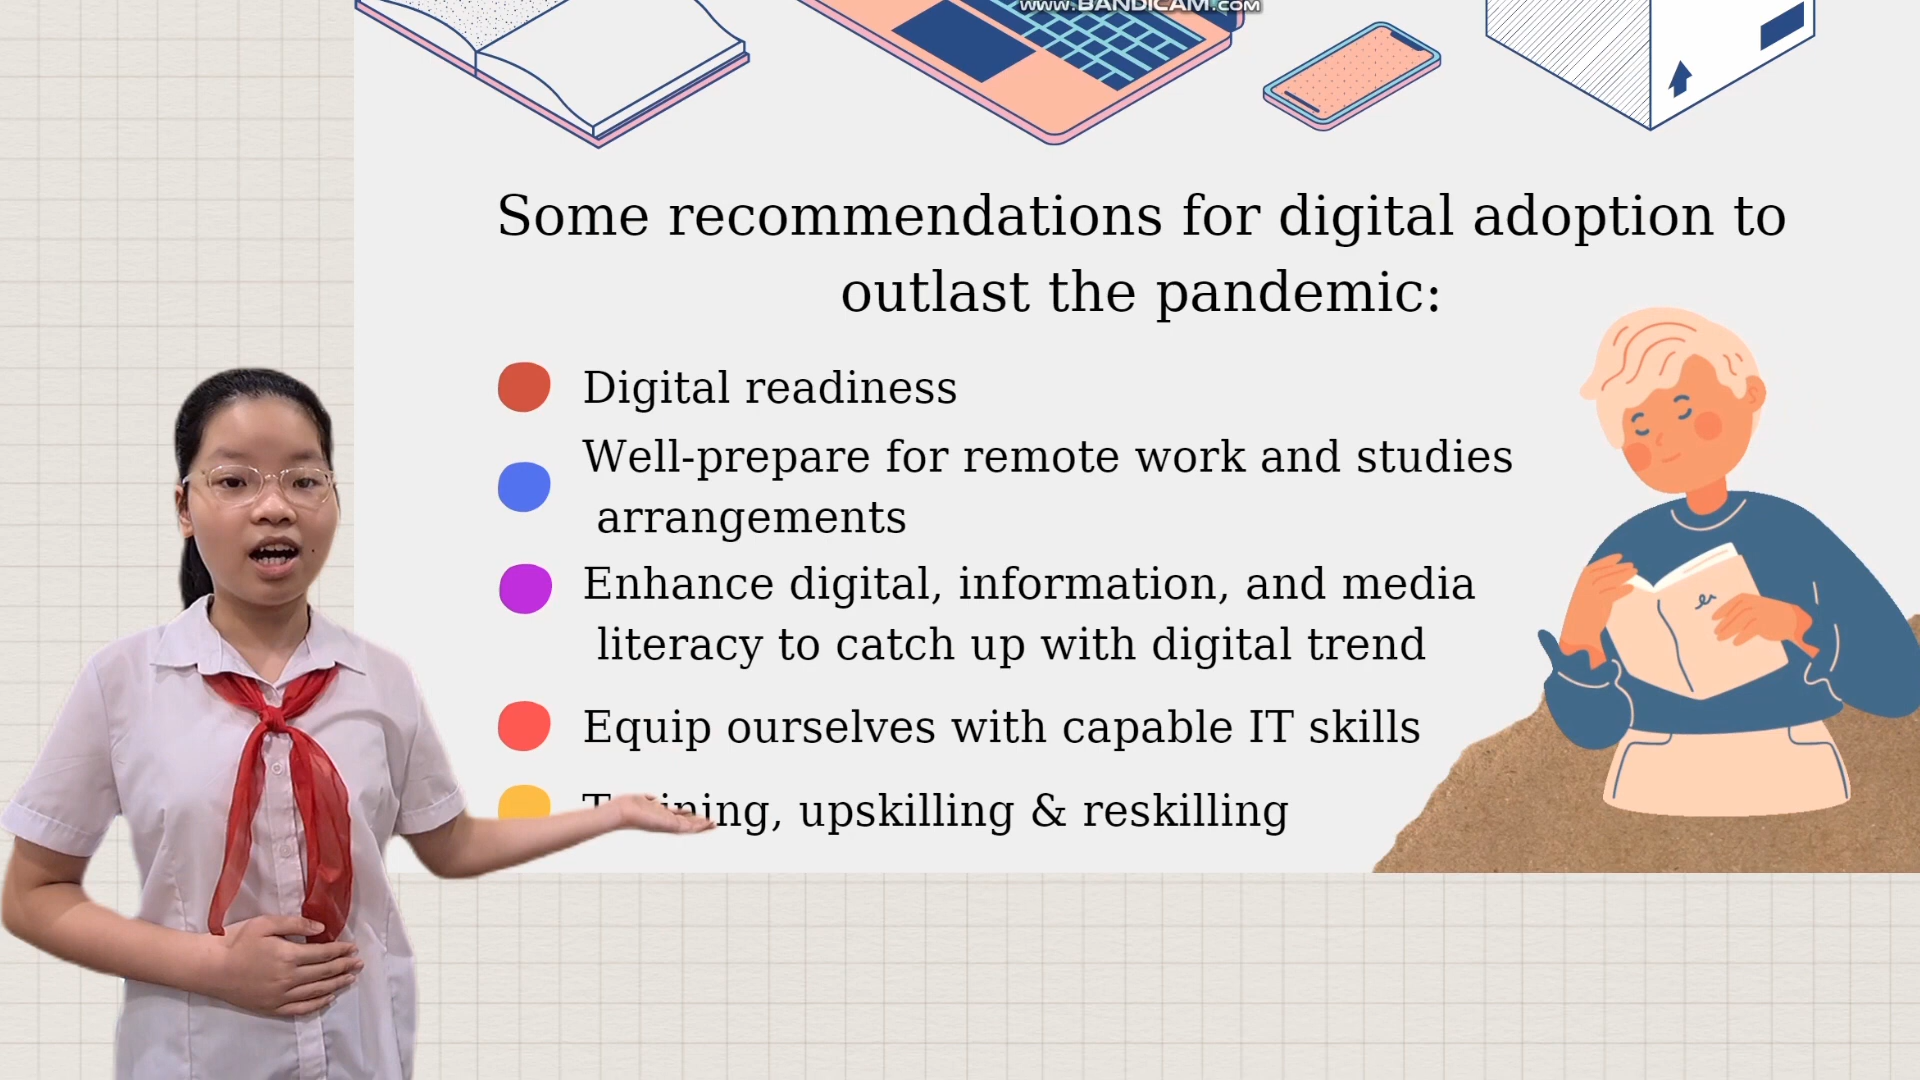 www.BANDICAM.com
Some recommendations for digital adoption to
outlast the pandemic:
Digital readiness
Well-prepare for remote work and studies
arrangements
Enhance digital, information, and media
literacy to catch up with digital trend
Equip ourselves with capable IT skills
Training, upskilling & reskilling